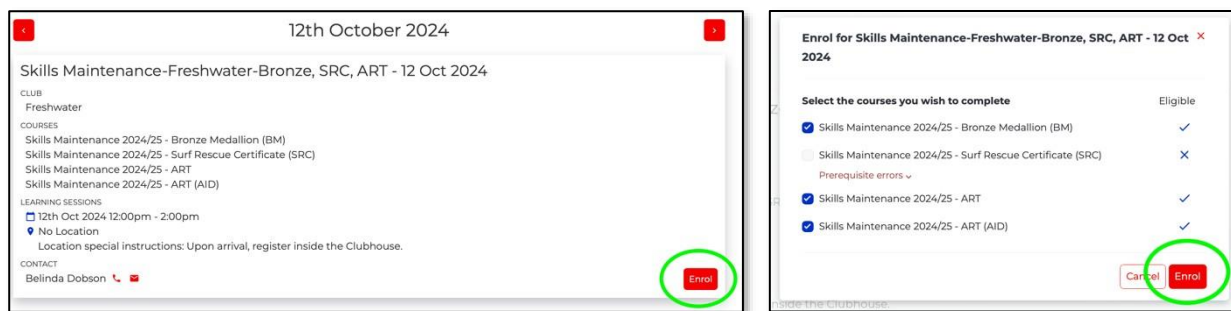 12th October 2024
Skills Maintenance-Freshwater-Bronze, SRC, ART - 12 Oct 2024
CLUB
Freshwater
COURSES
Skills Maintenance 2024/25 - Bronze Medallion (BM)
Skills Maintenance 2024/25 - Surf Rescue Certificate (SRC)
Skills Maintenance 2024/25 - ART
Skills Maintenance 2024/25 - ART (AID)
LEARNING SESSIONS
12th Oct 2024 12:00pm - 2:00pm
No Location
Location special instructions: Upon arrival, register inside the Clubhouse.
CONTACT
Belinda Dobson
Enrol
Enrol for Skills Maintenance-Freshwater-Bronze, SRC, ART - 12 Oct
2024
Select the courses you wish to complete Eligible
Skills Maintenance 2024/25 - Bronze Medallion (BM)
Skills Maintenance 2024/25 - Surf Rescue Certificate (SRC)
Prerequisite errors
Skills Maintenance 2024/25 - ART
Skills Maintenance 2024/25 - ART (AID)
Cancel Enrol
inside the Clubhouse.